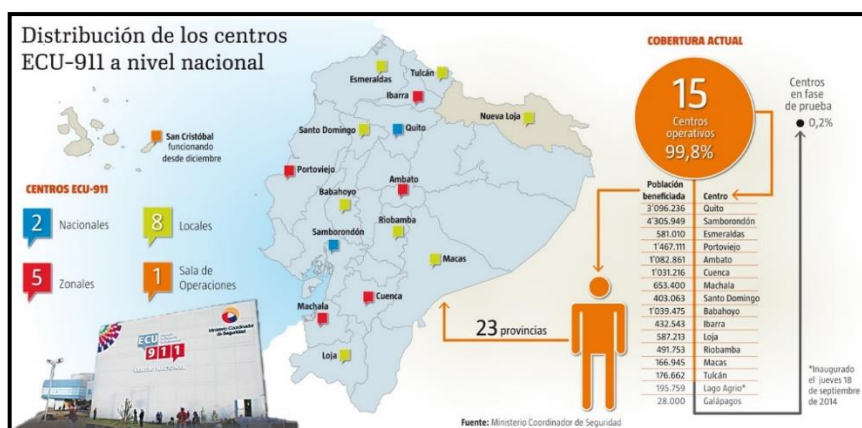 Distribución de los centros
ECU-911 a nivel nacional
San Cristóbal
funcionando
desde diciembre
CENTROS ECU-911
2 Nacionales
8 Locales
5 Zonales
1 Sala de
Operaciones
ECU
911
CENTRO NACIONAL
Ministerio Coordinador
de Seguridad
Esmeraldas
Tulcán
Ibarra
Nueva Loja
Santo Domingo
Quito
Portoviejo
Ambato
Babahoyo
Riobamba
Samborondón
Macas
Cuenca
Machala
Loja
23 provincias
COBERTURA ACTUAL
15
Centros
operativos
99,8%
Centros
en fase
de prueba
0,2%
Población
beneficiada Centro
3'096.236 Quito
4'305.949 Samborondón
581.010 Esmeraldas
1'467.111 Portoviejo
1'082.861 Ambato
1'031.216 Cuenca
653.400 Machala
403.063 Santo Domingo
1'039.475 Babahoyo
432.543 Ibarra
587.213 Loja
491.753 Riobamba
166.945 Macas
176.662 Tulcán
195.759 Lago Agrio*
28.000 Galápagos
*Inaugurado
el jueves 18
de septiembre
de 2014
Fuente: Ministerio Coordinador de Seguridad